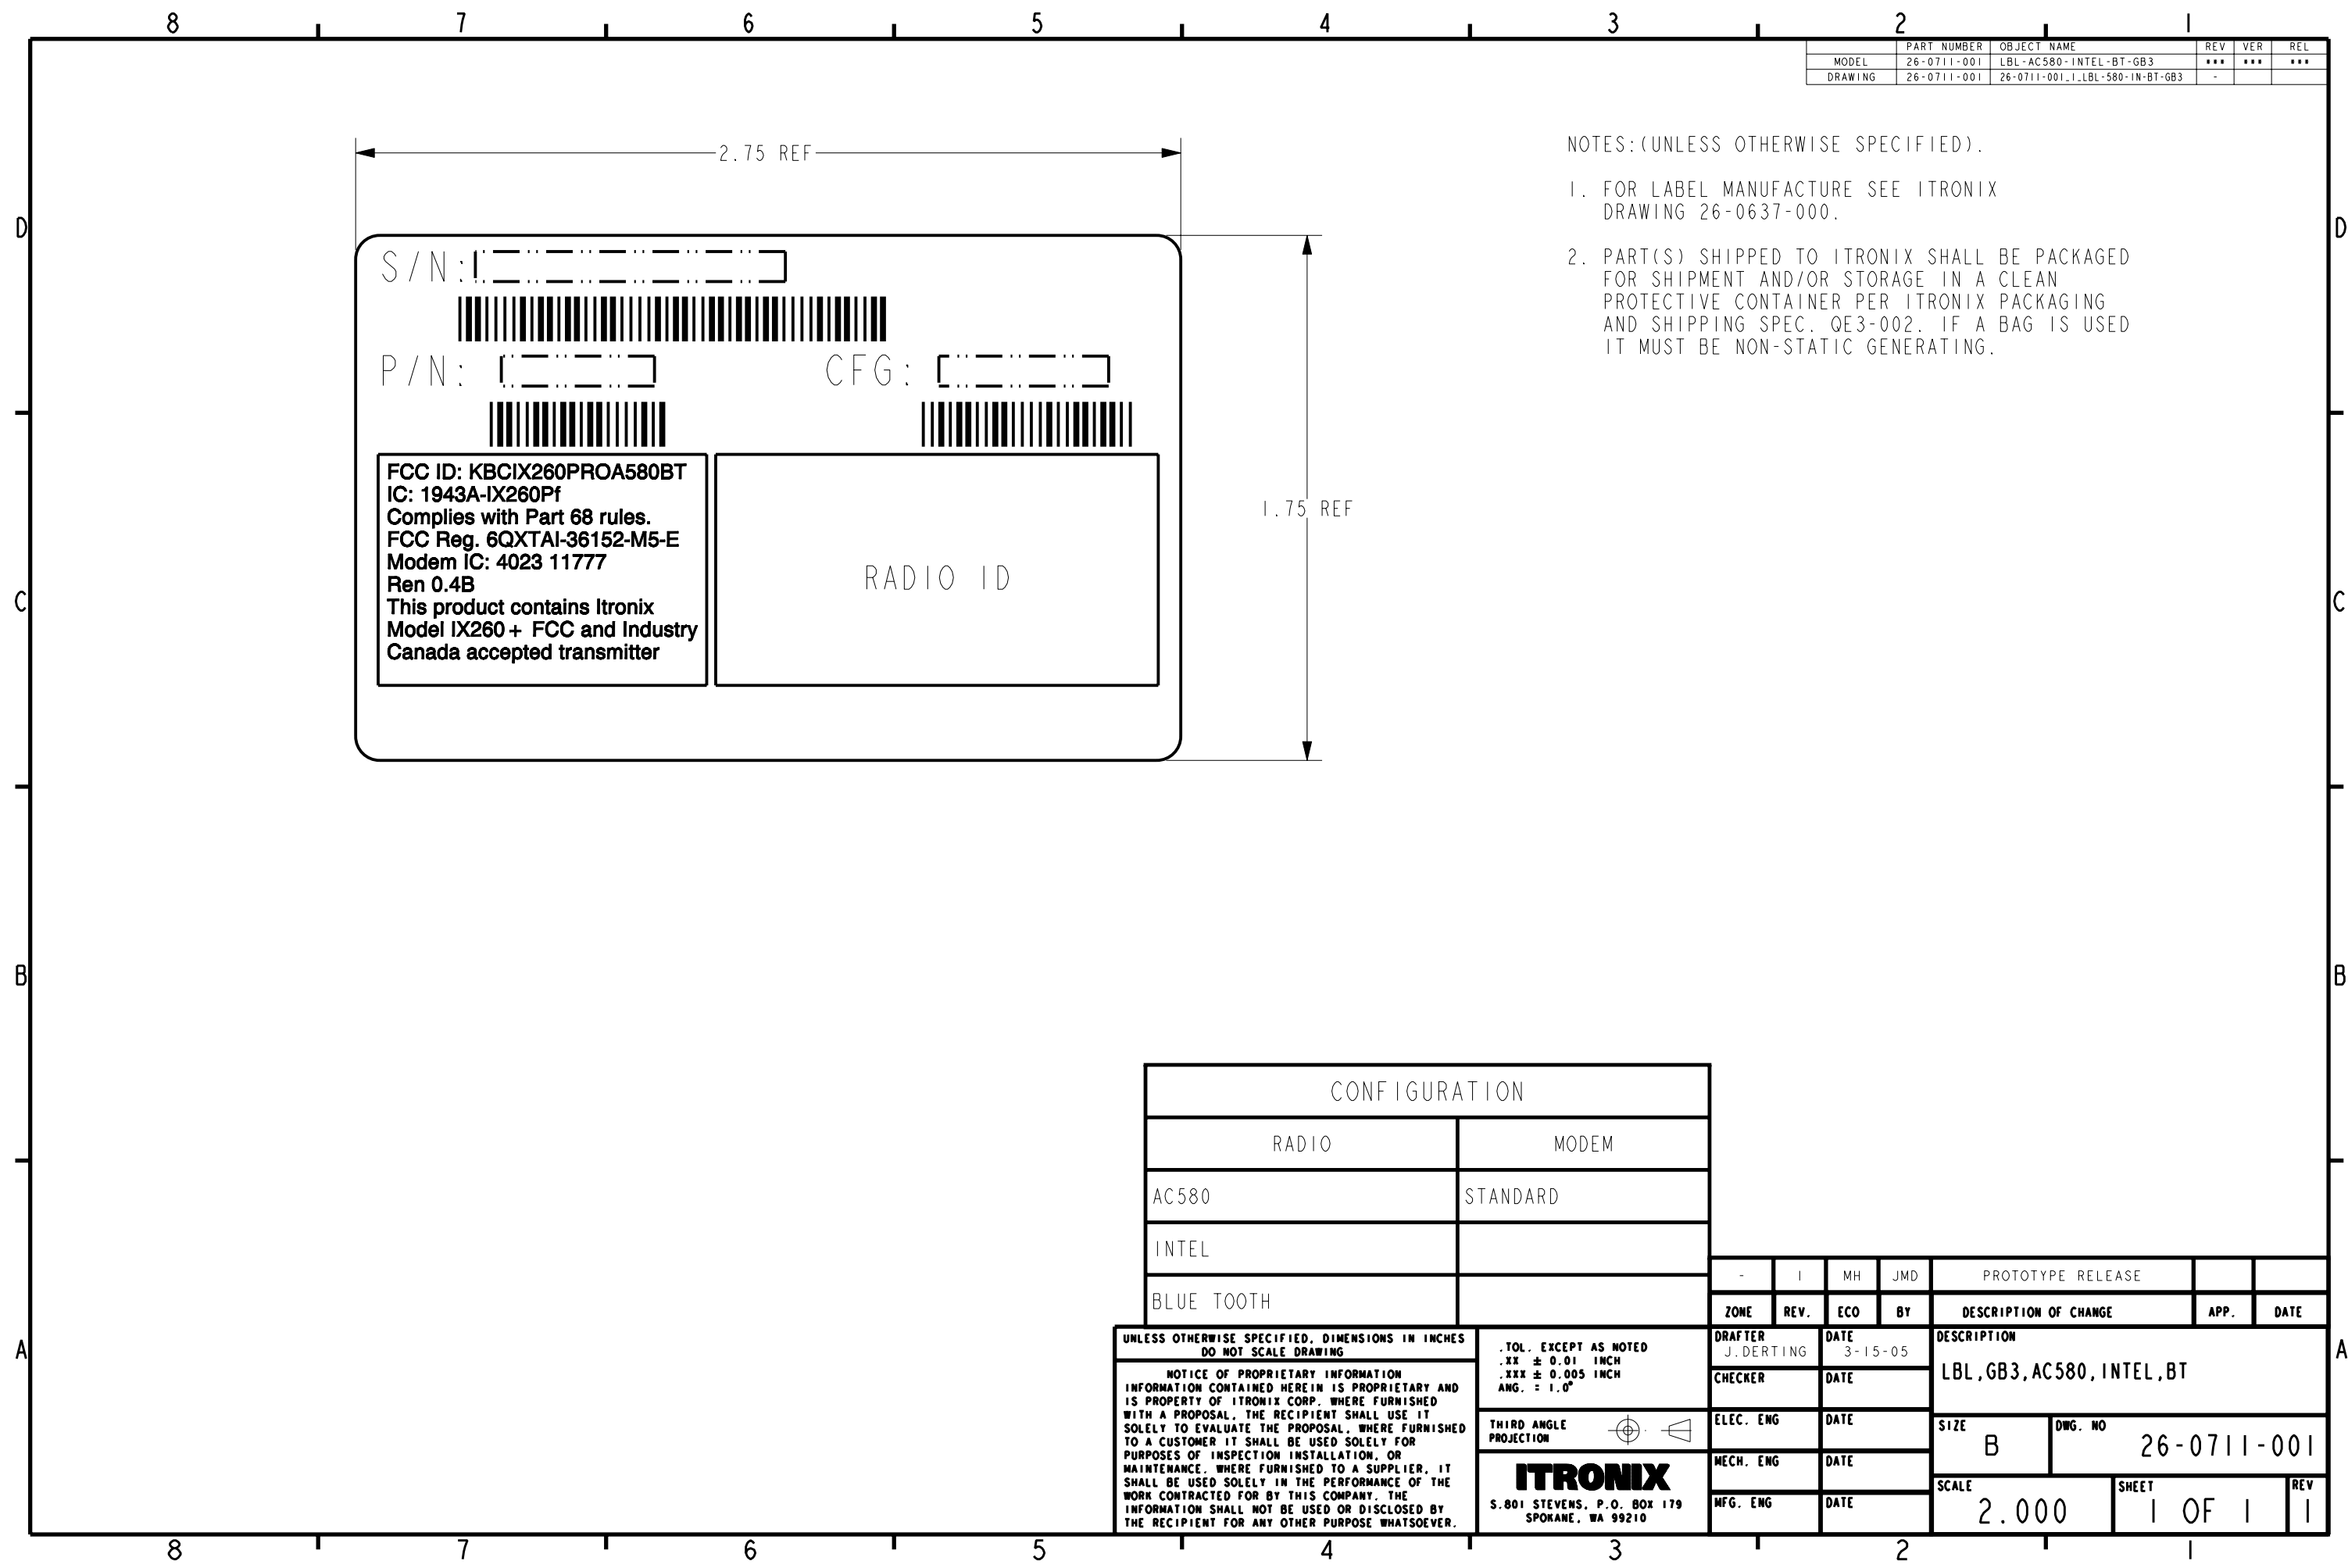 8 7 6 5 4 3 2 1
PART NUMBER OBJECT NAME REV VER REL
MODEL 26-0711-001 LBL-AC580-INTEL-BT-GB3 *** *** ***
DRAWING 26-0711-001 26-0711-001_1_LBL-580-IN-BT-GB3 -
2.75 REF
NOTES:(UNLESS OTHERWISE SPECIFIED).
1. FOR LABEL MANUFACTURE SEE ITRONIX
DRAWING 26-0637-000.
2. PART(S) SHIPPED TO ITRONIX SHALL BE PACKAGED
FOR SHIPMENT AND/OR STORAGE IN A CLEAN
PROTECTIVE CONTAINER PER ITRONIX PACKAGING
AND SHIPPING SPEC. QE3-002. IF A BAG IS USED
IT MUST BE NON-STATIC GENERATING.
D D
S/N:
P/N: CFG:
FCC ID: KBCIX260PROA580BT
IC: 1943A-IX260Pf
Complies with Part 68 rules.
FCC Reg. 6QXTAI-36152-M5-E
Modem IC: 4023 11777
Ren 0.4B
This product contains Itronix
Model IX260+ FCC and Industry
Canada accepted transmitter
RADIO ID
1.75 REF
C C
B B
CONFIGURATION
RADIO MODEM
AC580 STANDARD
INTEL
BLUE TOOTH
- 1 MH JMD PROTOTYPE RELEASE
ZONE REV. ECO BY DESCRIPTION OF CHANGE APP. DATE
A A
UNLESS OTHERWISE SPECIFIED, DIMENSIONS IN INCHES
DO NOT SCALE DRAWING
NOTICE OF PROPRIETARY INFORMATION
INFORMATION CONTAINED HEREIN IS PROPRIETARY AND
IS PROPERTY OF ITRONIX CORP. WHERE FURNISHED
WITH A PROPOSAL, THE RECIPIENT SHALL USE IT
SOLELY TO EVALUATE THE PROPOSAL, WHERE FURNISHED
TO A CUSTOMER IT SHALL BE USED SOLELY FOR
PURPOSES OF INSPECTION INSTALLATION, OR
MAINTENANCE. WHERE FURNISHED TO A SUPPLIER, IT
SHALL BE USED SOLELY IN THE PERFORMANCE OF THE
WORK CONTRACTED FOR BY THIS COMPANY. THE
INFORMATION SHALL NOT BE USED OR DISCLOSED BY
THE RECIPIENT FOR ANY OTHER PURPOSE WHATSOEVER.
.TOL. EXCEPT AS NOTED
.XX ± 0.01 INCH
.XXX ± 0.005 INCH
ANG. = 1.0°
THIRD ANGLE
PROJECTION
ITRONIX
S.801 STEVENS, P.O. BOX 179
SPOKANE, WA 99210
DRAFTER DATE
J.DERTING 3-15-05
CHECKER DATE
ELEC. ENG DATE
MECH. ENG DATE
MFG. ENG DATE
DESCRIPTION
LBL,GB3,AC580,INTEL,BT
SIZE DWG. NO
B 26-0711-001
SCALE SHEET REV
2.000 1 OF 1 1
8 7 6 5 4 3 2 1